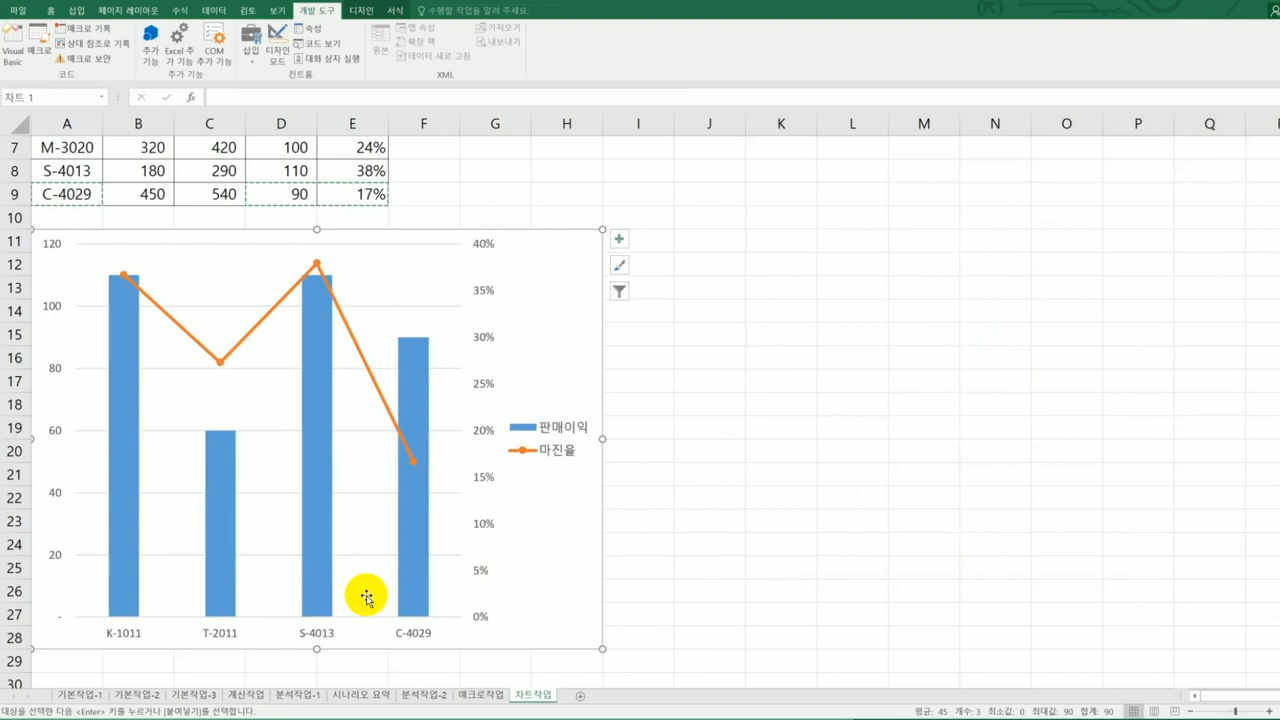 파일 홈 삽입 페이지 레이아웃 수식 데이터 검토 보기 개발 도구 디자인 서식 수행할 작업을 알려 주세요.
Visual Basic 매크로 매크로 기록 상대 참조로 기록 매크로 보안
추가 기능 Excel 추가 기능 COM 추가 기능
삽입 디자인 모드 속성 코드 보기 대화 상자 실행
원본 맵 속성 확장 팩 데이터 새로 고침 가져오기 내보내기
코드 추가 기능 컨트롤 XML
차트 1 fx
A B C D E F G H I J K L M N O P Q
7 M-3020 320 420 100 24%
8 S-4013 180 290 110 38%
9 C-4029 450 540 90 17%
10
11
12
13
14
15
16
17
18
19
20
21
22
23
24
25
26
27
28
29
30
120
100
80
60
40
20
-
40%
35%
30%
25%
20%
15%
10%
5%
0%
판매이익
마진율
K-1011 T-2011 S-4013 C-4029
기본작업-1 기본작업-2 기본작업-3 계산작업 분석작업-1 시나리오 요약 분석작업-2 매크로작업 차트작업
대상을 선택한 다음 <Enter> 키를 누르거나 [붙여넣기]를 선택합니다. 평균: 45 개수: 3 최소값: 0 최대값: 90 합계: 90